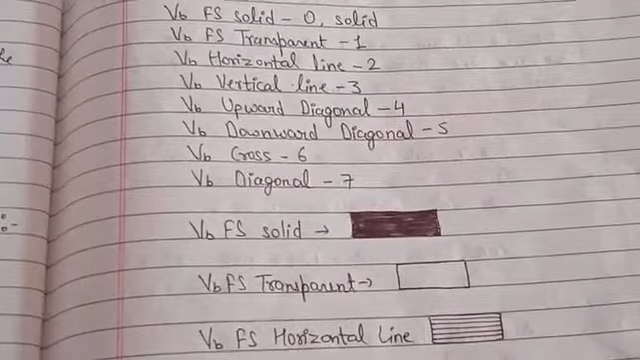 Vb FS solid - 0, solid
Vb FS Transparent - 1
Vb Horizontal line - 2
Vb Vertical line - 3
Vb Upward Diagonal - 4
Vb Downward Diagonal - 5
Vb Cross - 6
Vb Diagonal - 7
Vb FS solid →
Vb FS Transparent →
Vb FS Horizontal Line